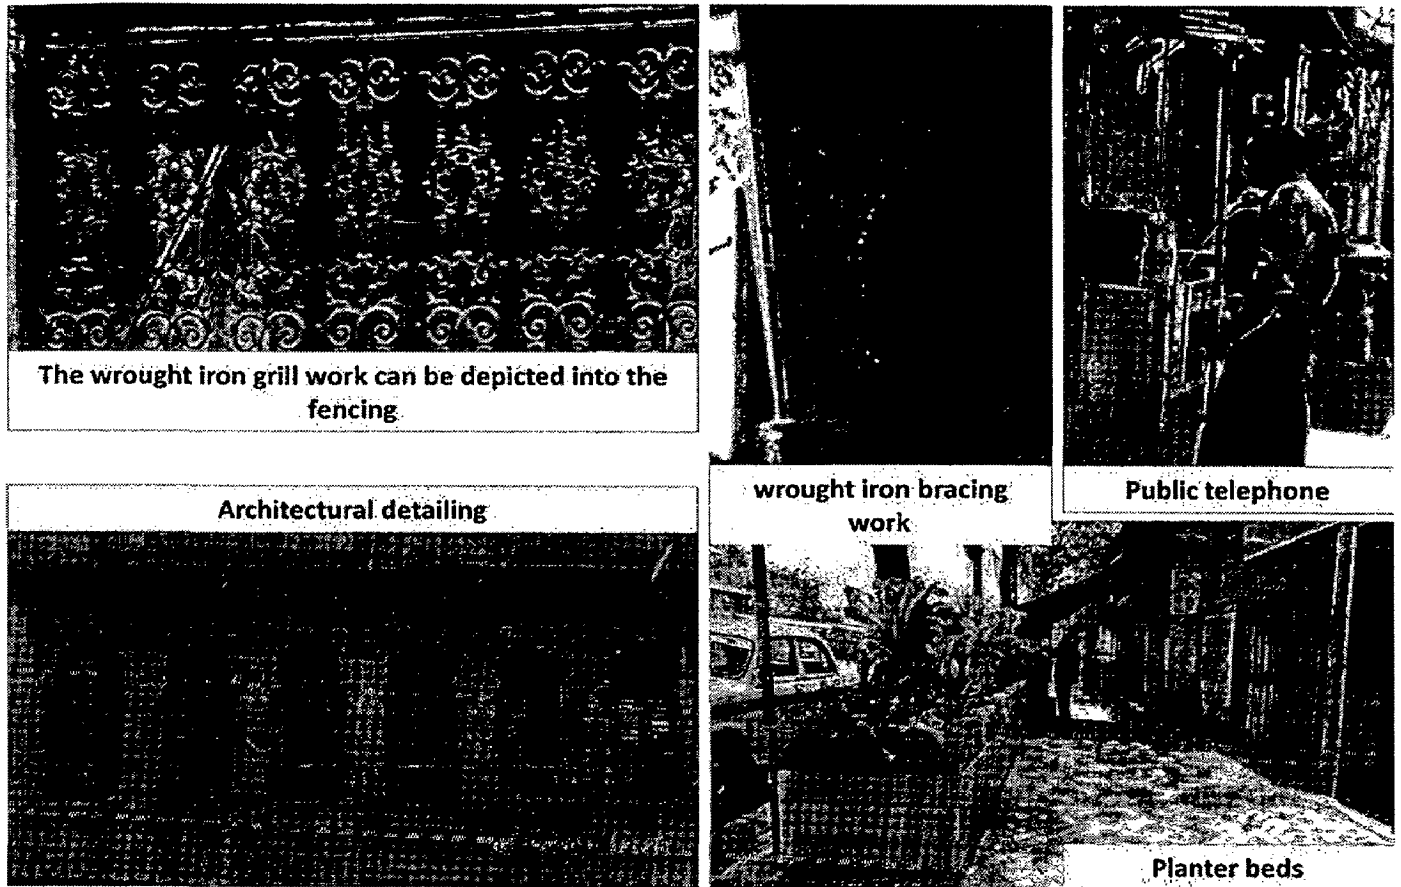 The wrought iron grill work can be depicted into the
fencing
Architectural detailing
wrought iron bracing
work
Public telephone
Planter beds